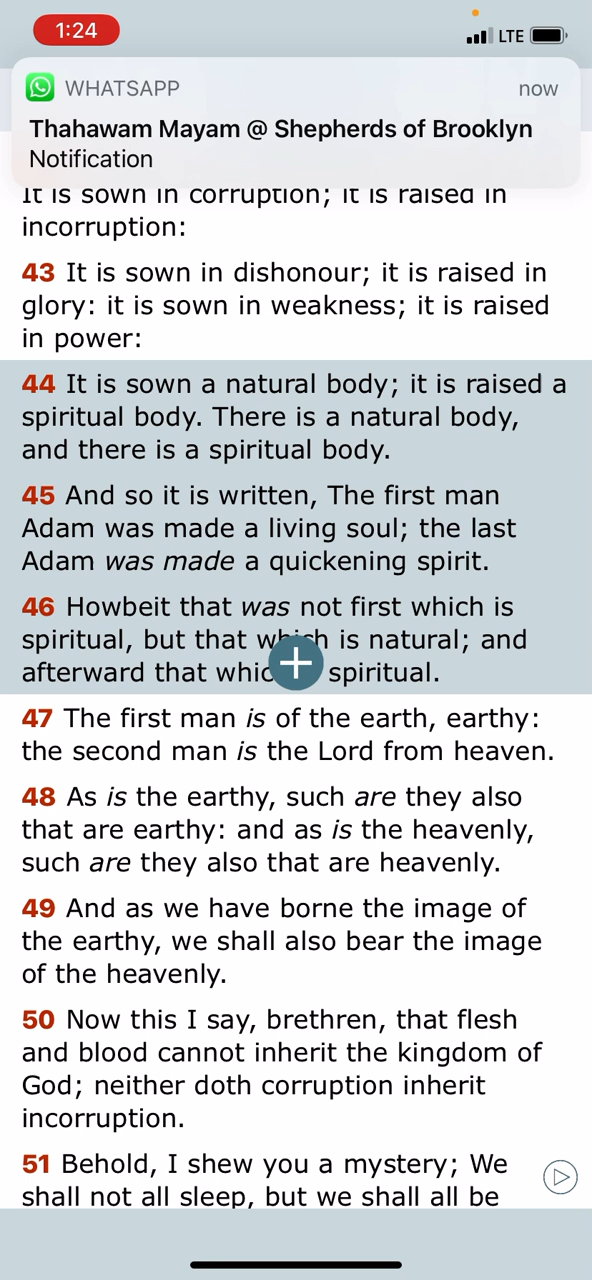 1:24
LTE
WHATSAPP
now
Thahawam Mayam @ Shepherds of Brooklyn
Notification
It is sown in corruption; it is raised in
incorruption:
43 It is sown in dishonour; it is raised in
glory: it is sown in weakness; it is raised
in power:
44 It is sown a natural body; it is raised a
spiritual body. There is a natural body,
and there is a spiritual body.
45 And so it is written, The first man
Adam was made a living soul; the last
Adam was made a quickening spirit.
46 Howbeit that was not first which is
spiritual, but that which is natural; and
afterward that whic spiritual.
47 The first man is of the earth, earthy:
the second man is the Lord from heaven.
48 As is the earthy, such are they also
that are earthy: and as is the heavenly,
such are they also that are heavenly.
49 And as we have borne the image of
the earthy, we shall also bear the image
of the heavenly.
50 Now this I say, brethren, that flesh
and blood cannot inherit the kingdom of
God; neither doth corruption inherit
incorruption.
51 Behold, I shew you a mystery; We
shall not all sleep, but we shall all be